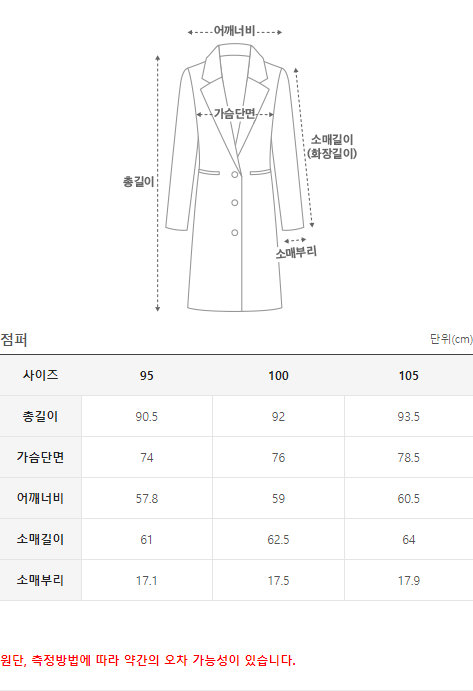 어깨너비
가슴단면
소매길이
(화장길이)
총길이
소매부리
점퍼 단위(cm)
사이즈 95 100 105
총길이 90.5 92 93.5
가슴단면 74 76 78.5
어깨너비 57.8 59 60.5
소매길이 61 62.5 64
소매부리 17.1 17.5 17.9
원단, 측정방법에 따라 약간의 오차 가능성이 있습니다.